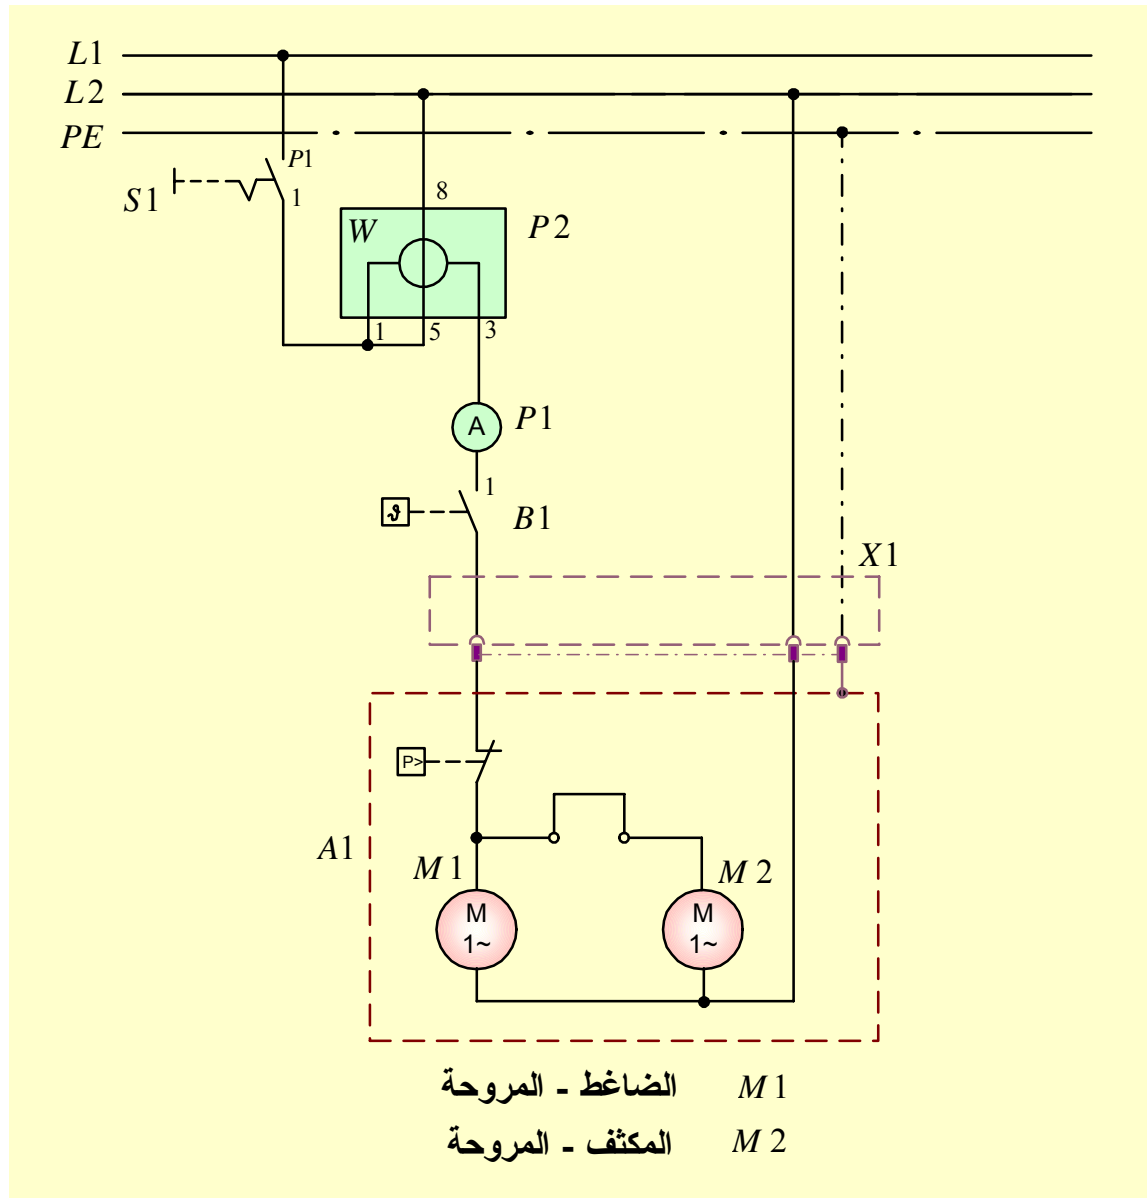 L1
L2
PE
P1
S1
1
8
W
P2
1 5 3
A
P1
1
ϑ
B1
X1
P>
A1
M1
M2
M
1~
M
1~
M1 الضاغط - المروحة
M2 المكثف - المروحة